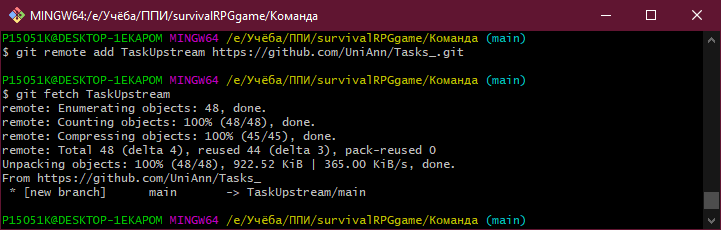 MINGW64:/e/Учёба/ППИ/survivalRPGgame/Команда
P15051K@DESKTOP-1EKAPOM MINGW64 /e/Учёба/ППИ/survivalRPGgame/Команда (main)
$ git remote add TaskUpstream https://github.com/UniAnn/Tasks_.git
P15051K@DESKTOP-1EKAPOM MINGW64 /e/Учёба/ППИ/survivalRPGgame/Команда (main)
$ git fetch TaskUpstream
remote: Enumerating objects: 48, done.
remote: Counting objects: 100% (48/48), done.
remote: Compressing objects: 100% (45/45), done.
remote: Total 48 (delta 4), reused 44 (delta 3), pack-reused 0
Unpacking objects: 100% (48/48), 922.52 KiB | 365.00 KiB/s, done.
From https://github.com/UniAnn/Tasks_
 * [new branch]      main       -> TaskUpstream/main
P15051K@DESKTOP-1EKAPOM MINGW64 /e/Учёба/ППИ/survivalRPGgame/Команда (main)